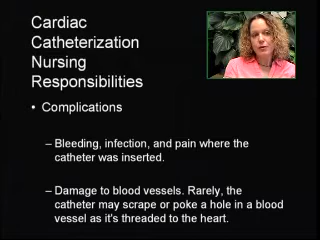 Cardiac
Catheterization
Nursing
Responsibilities
• Complications
– Bleeding, infection, and pain where the
catheter was inserted.
– Damage to blood vessels. Rarely, the
catheter may scrape or poke a hole in a blood
vessel as it's threaded to the heart.